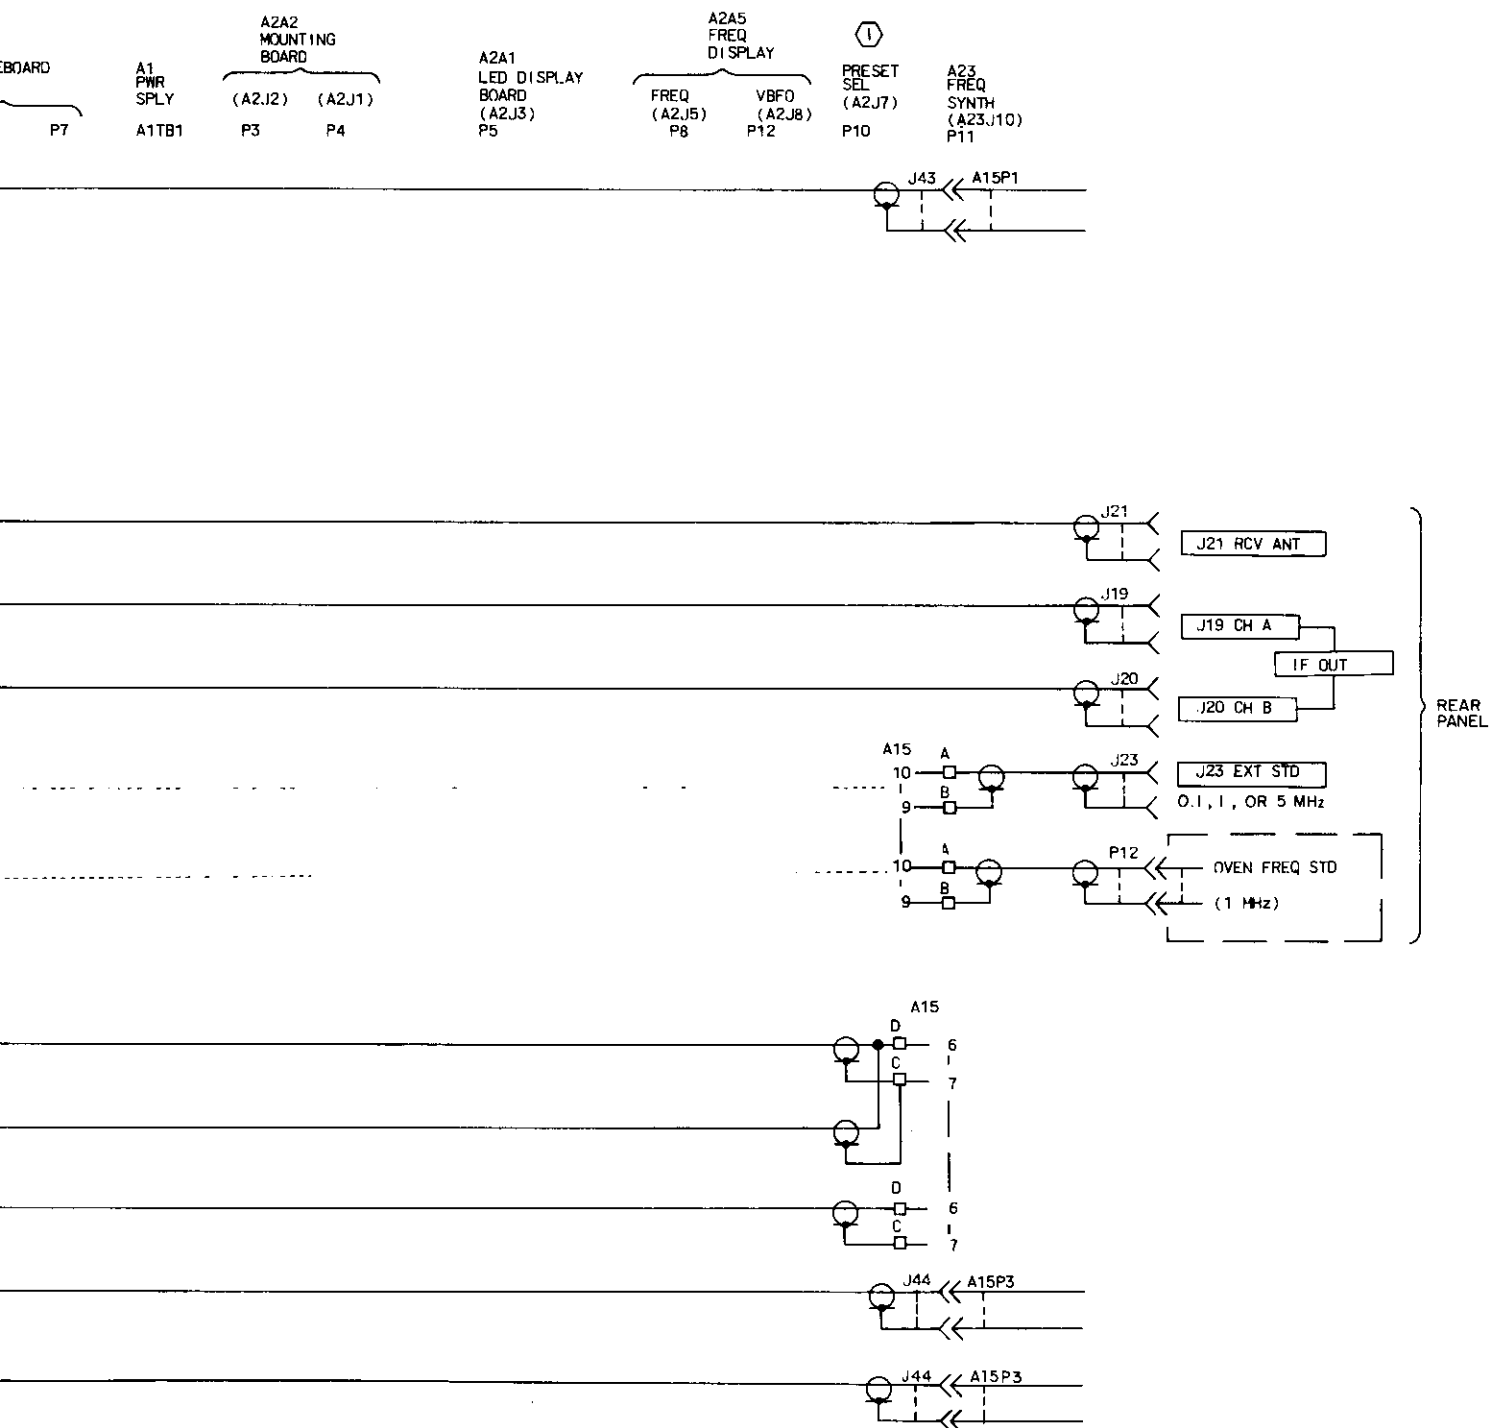 EBOARD
P7
A1
PWR
SPLY
A1TB1
A2A2
MOUNTING
BOARD
(A2J2) (A2J1)
P3 P4
A2A1
LED DISPLAY
BOARD
(A2J3)
P5
A2A5
FREQ
DISPLAY
FREQ
(A2J5)
P8
VBFO
(A2J8)
P12
1
PRESET
SEL
(A2J7)
P10
A23
FREQ
SYNTH
(A23J10)
P11
J43 A15P1
J21
J21 RCV ANT
J19
J19 CH A
IF OUT
J20
J20 CH B
REAR
PANEL
A15 A
10
B
9
J23
J23 EXT STD
0.1, 1, OR 5 MHz
A
10
B
9
P12
OVEN FREQ STD
(1 MHz)
A15
D
6
C
7
D
6
C
7
J44 A15P3
J44 A15P3